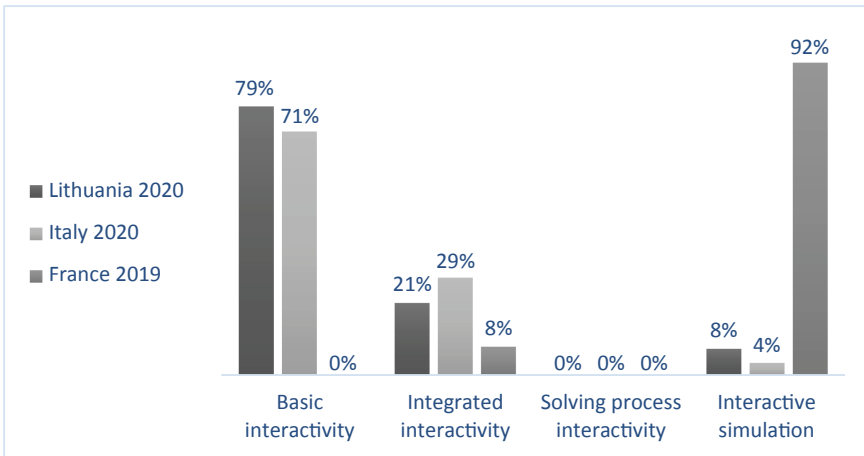 92%
79%
71%
Lithuania 2020
Italy 2020
France 2019
29%
21%
8%
8%
4%
0%
0% 0% 0%
Basic interactivity
Integrated interactivity
Solving process interactivity
Interactive simulation